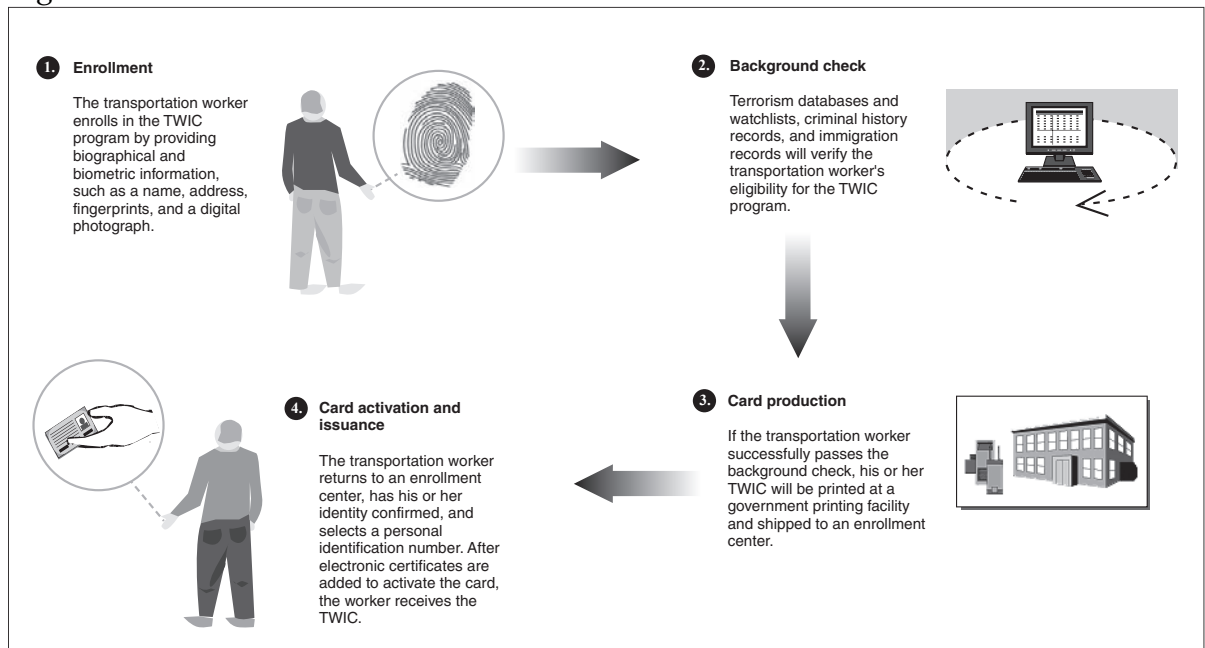 1. Enrollment
The transportation worker
enrolls in the TWIC
program by providing
biographical and
biometric information,
such as a name, address,
fingerprints, and a digital
photograph.
2. Background check
Terrorism databases and
watchlists, criminal history
records, and immigration
records will verify the
transportation worker's
eligibility for the TWIC
program.
3. Card production
If the transportation worker
successfully passes the
background check, his or her
TWIC will be printed at a
government printing facility
and shipped to an enrollment
center.
4. Card activation and
issuance
The transportation worker
returns to an enrollment
center, has his or her
identity confirmed, and
selects a personal
identification number. After
electronic certificates are
added to activate the card,
the worker receives the
TWIC.